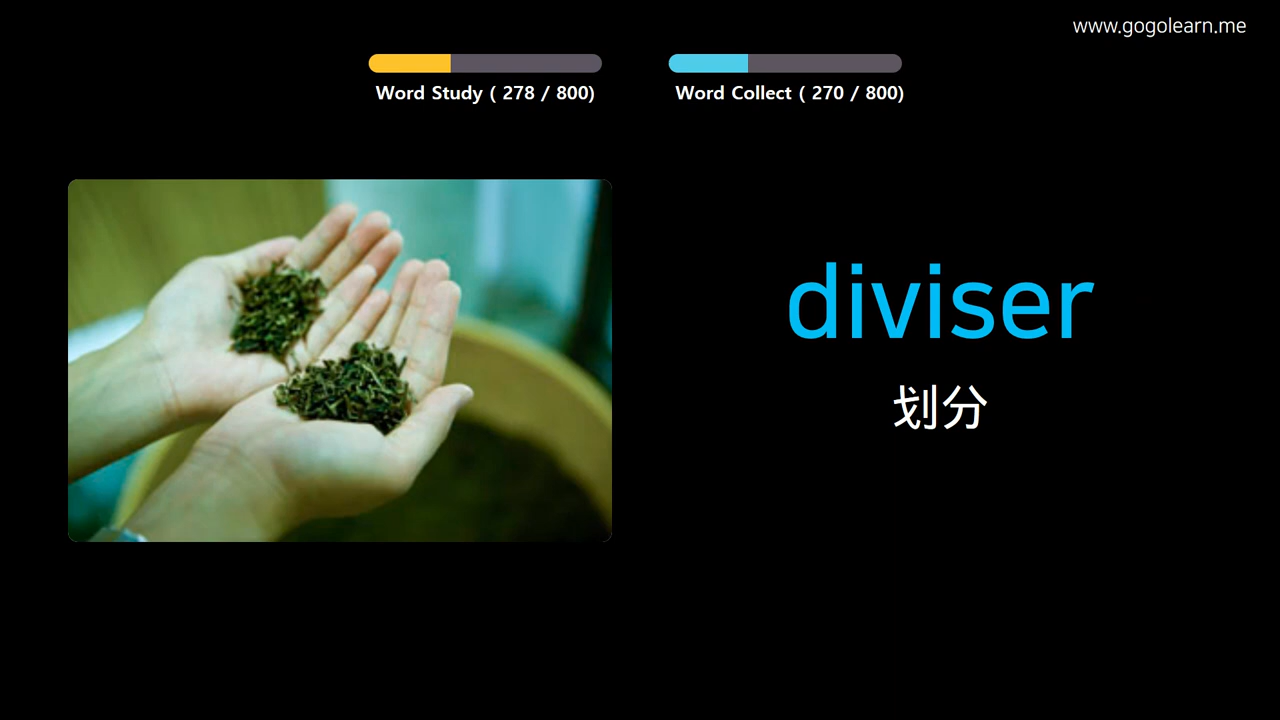 www.gogolearn.me
Word Study ( 278 / 800)
Word Collect ( 270 / 800)
diviser
划分